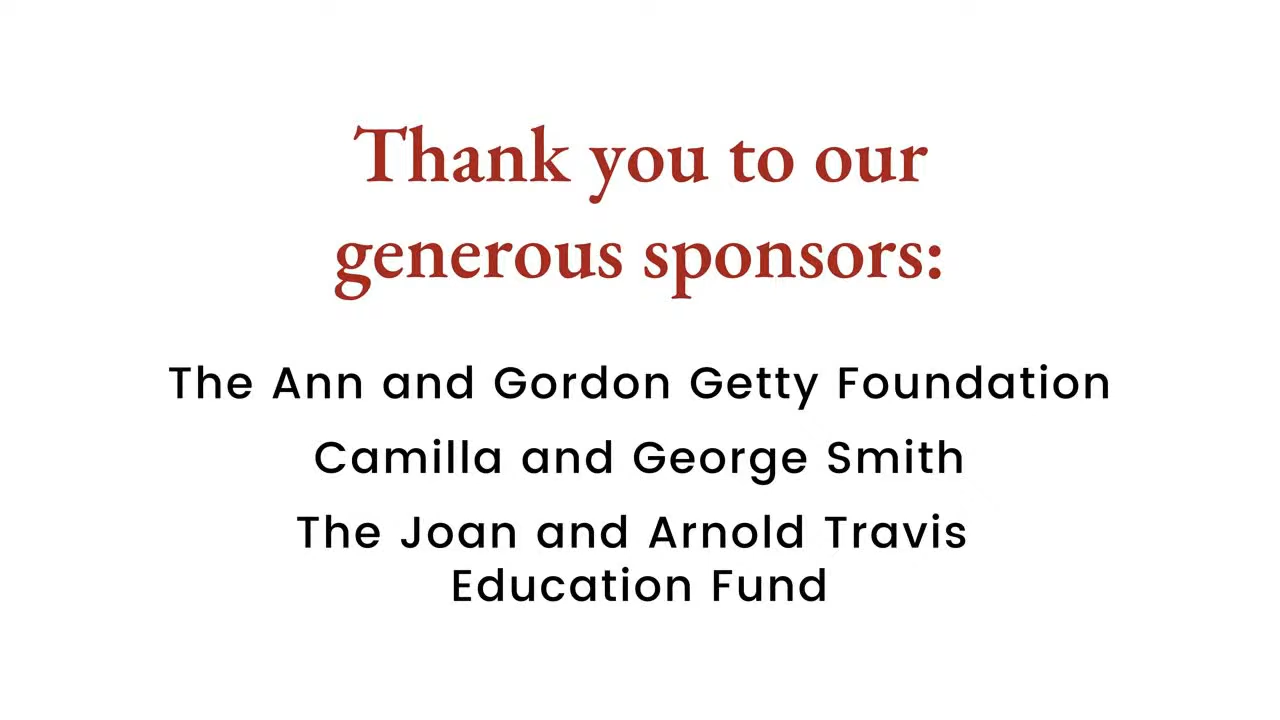 Thank you to our
generous sponsors:
The Ann and Gordon Getty Foundation
Camilla and George Smith
The Joan and Arnold Travis
Education Fund